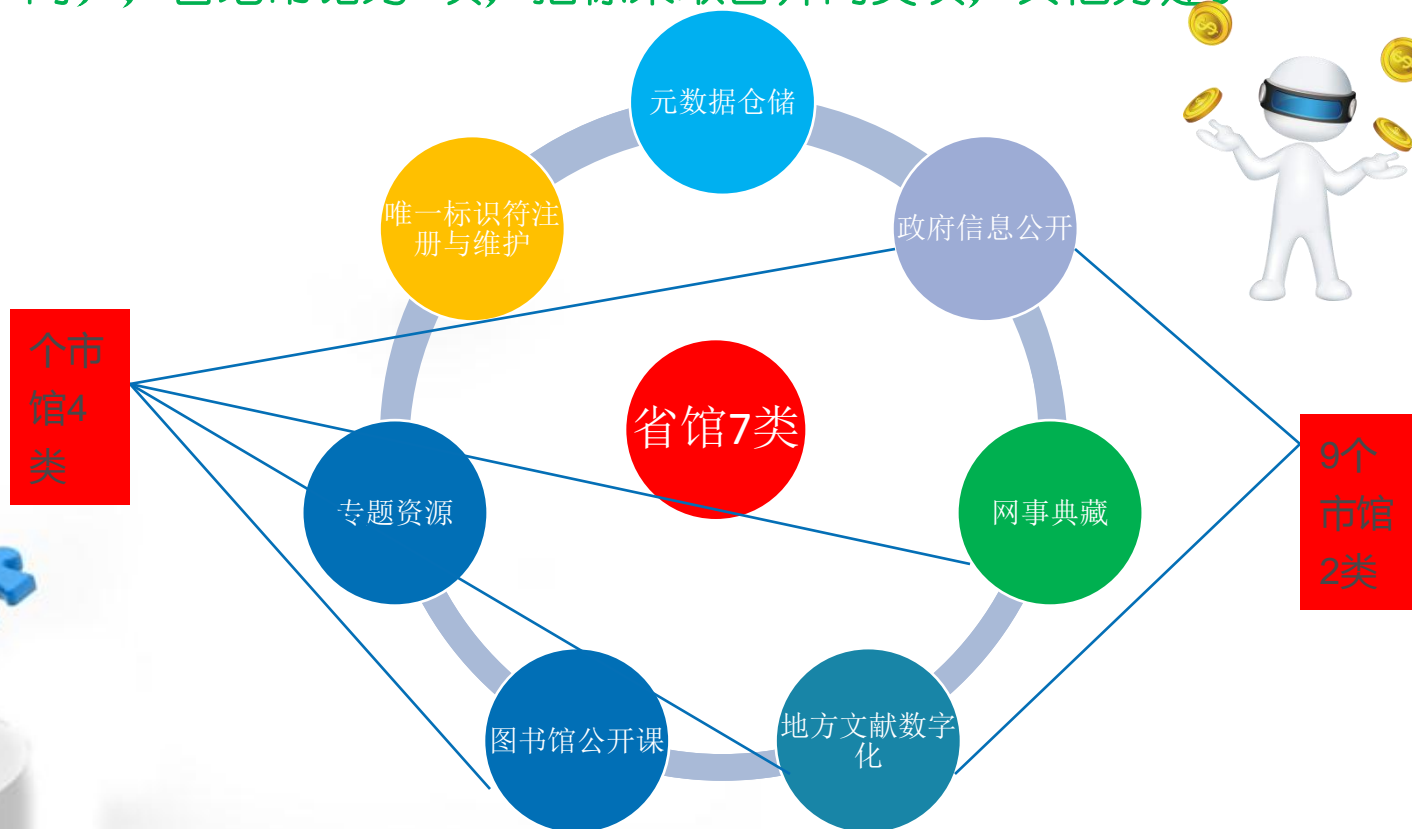 元数据仓储
唯一标识符注
册与维护
政府信息公开
个市
馆4
类
省馆7类
9个
市馆
2类
专题资源
网事典藏
图书馆公开课
地方文献数字
化